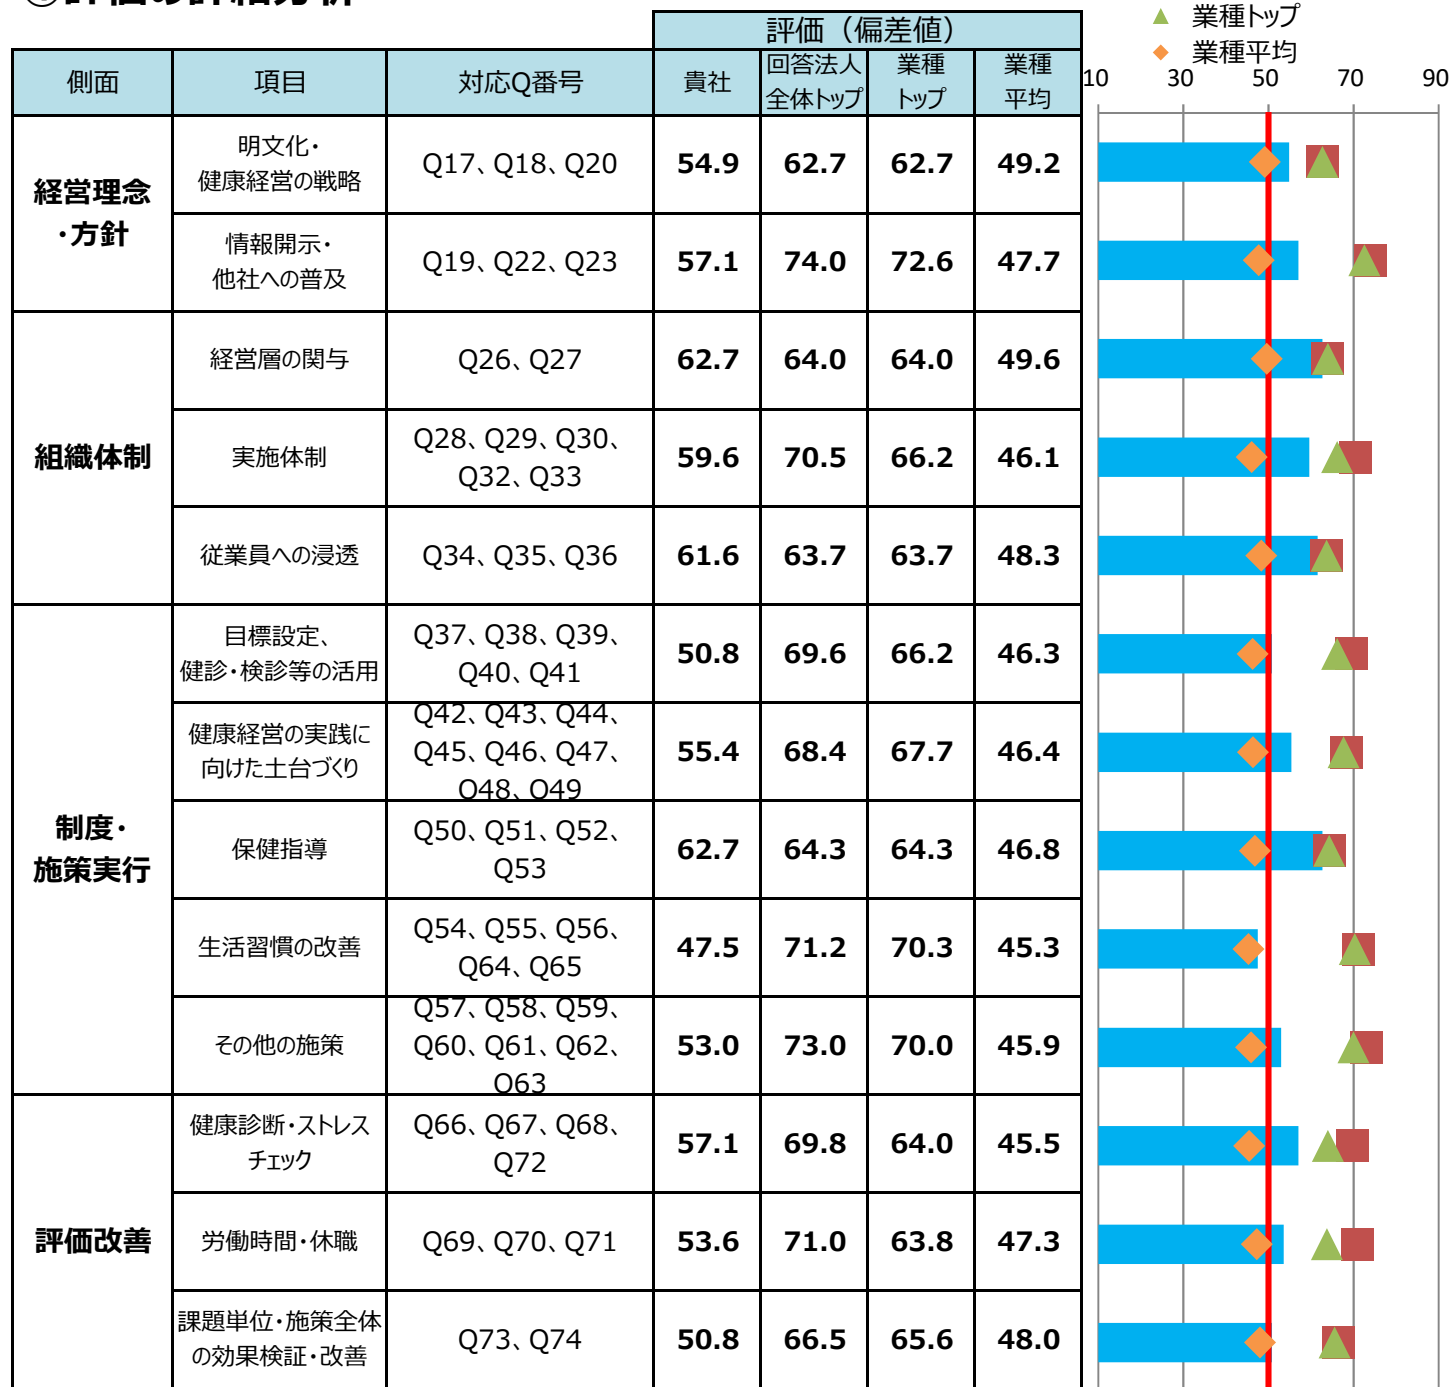 評価（偏差値）
▲ 業種トップ
◆ 業種平均
側面 項目 対応Q番号 貴社 回答法人 業種 業種
全体トップ トップ 平均
10 30 50 70 90
経営理念
・方針
明文化・
健康経営の戦略
Q17、Q18、Q20 54.9 62.7 62.7 49.2
情報開示・
他社への普及
Q19、Q22、Q23 57.1 74.0 72.6 47.7
組織体制
経営層の関与 Q26、Q27 62.7 64.0 64.0 49.6
実施体制
Q28、Q29、Q30、
Q32、Q33
59.6 70.5 66.2 46.1
従業員への浸透 Q34、Q35、Q36 61.6 63.7 63.7 48.3
制度・
施策実行
目標設定、
健診・検診等の活用
Q37、Q38、Q39、
Q40、Q41
50.8 69.6 66.2 46.3
健康経営の実践に
向けた土台づくり
Q42、Q43、Q44、
Q45、Q46、Q47、
Q48、Q49
55.4 68.4 67.7 46.4
保健指導
Q50、Q51、Q52、
Q53
62.7 64.3 64.3 46.8
生活習慣の改善
Q54、Q55、Q56、
Q64、Q65
47.5 71.2 70.3 45.3
その他の施策
Q57、Q58、Q59、
Q60、Q61、Q62、
Q63
53.0 73.0 70.0 45.9
評価改善
健康診断・ストレス
チェック
Q66、Q67、Q68、
Q72
57.1 69.8 64.0 45.5
労働時間・休職 Q69、Q70、Q71 53.6 71.0 63.8 47.3
課題単位・施策全体
の効果検証・改善
Q73、Q74 50.8 66.5 65.6 48.0